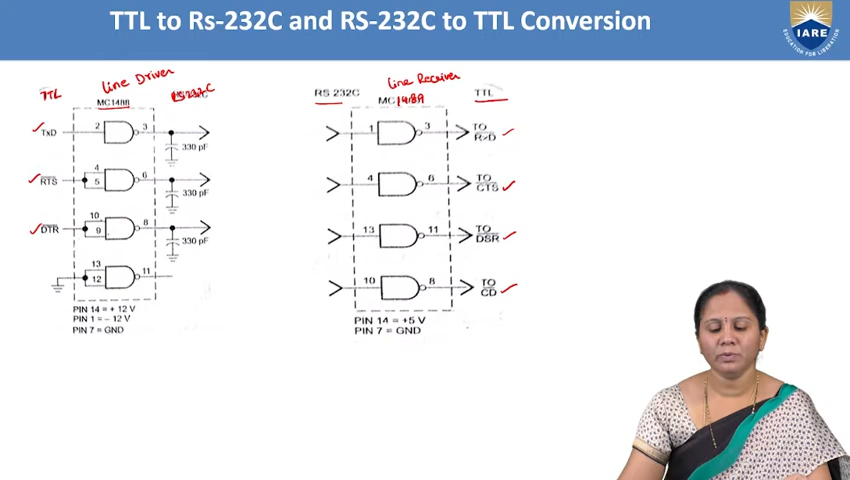 TTL to Rs-232C and RS-232C to TTL Conversion
IARE
EDUCATION FOR LIBERATION
TTL
Line Driver
RS232C
MC1488
TxD
2
3
330 pF
RTS
4
5
6
330 pF
DTR
10
9
8
330 pF
13
12
11
PIN 14 = + 12 V
PIN 1 = - 12 V
PIN 7 = GND
Line Receiver
RS 232C
MC 1489
TTL
1
3
TO
RXD
4
6
TO
CTS
13
11
TO
DSR
10
8
TO
CD
PIN 14 = +5 V
PIN 7 = GND